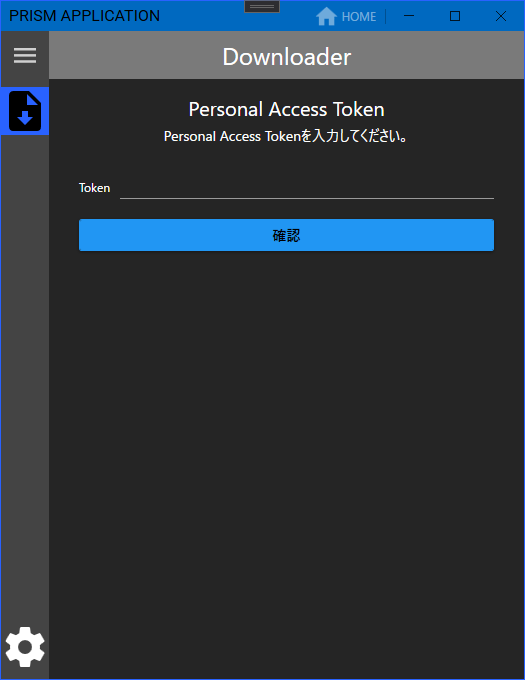 PRISM APPLICATION
HOME
Downloader
Personal Access Token
Personal Access Tokenを入力してください。
Token
確認